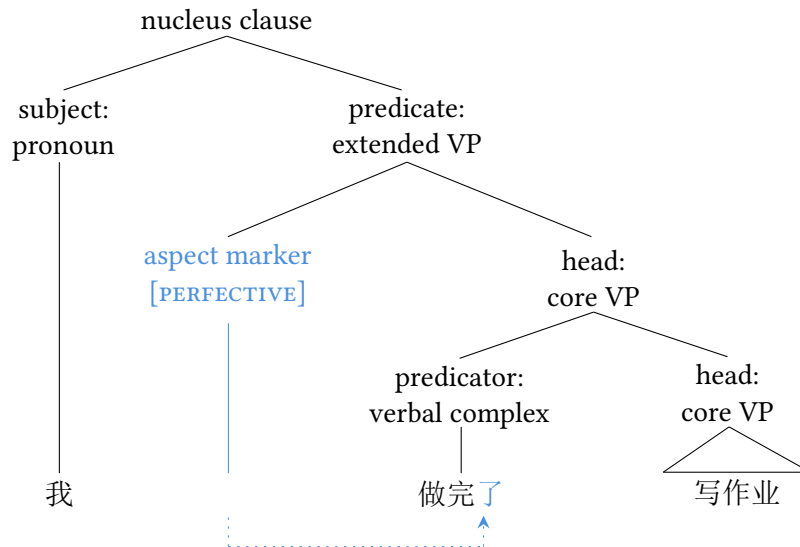 nucleus clause
subject:
pronoun
predicate:
extended VP
aspect marker
[PERFECTIVE]
head:
core VP
predicator:
verbal complex
head:
core VP
我
做完了
写作业